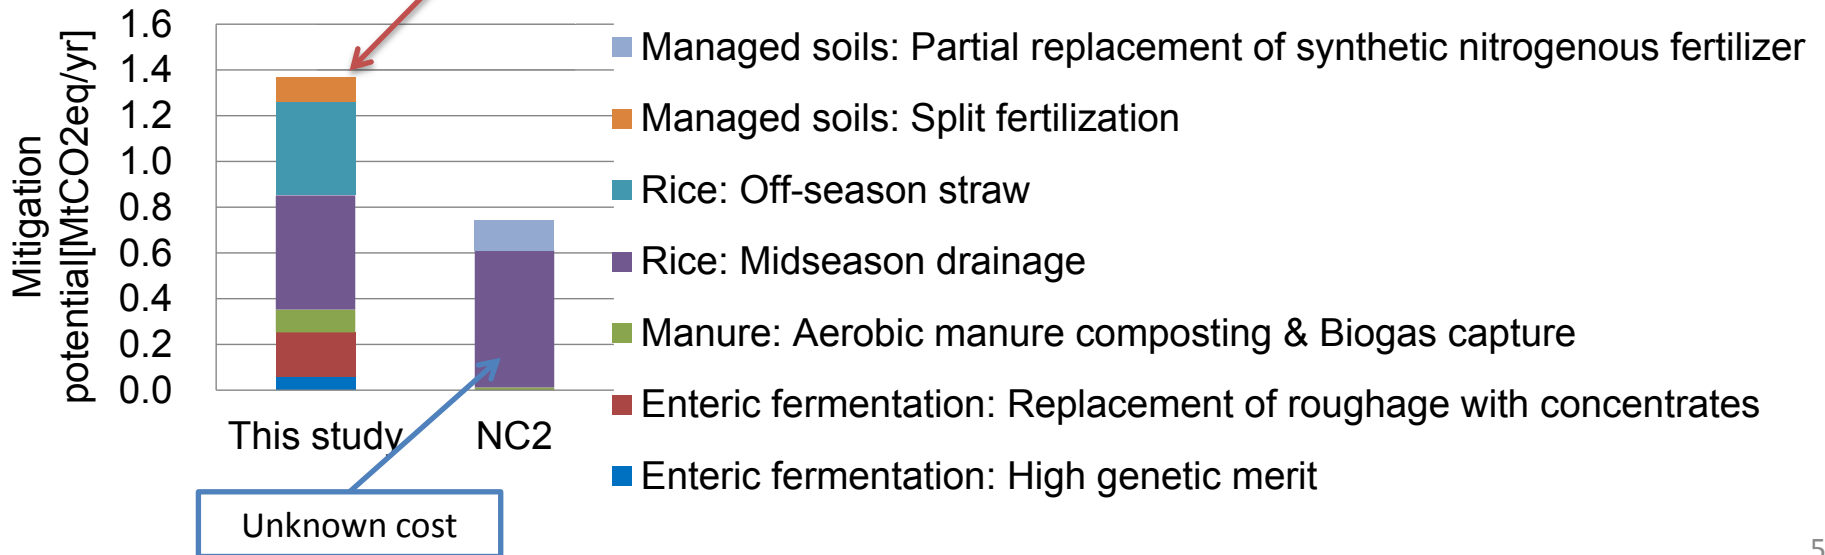 1.6
1.4
1.2
1.0
0.8
0.6
0.4
0.2
0.0
Mitigation
potential[MtCO2eq/yr]
This study
NC2
Unknown cost
Managed soils: Partial replacement of synthetic nitrogenous fertilizer
Managed soils: Split fertilization
Rice: Off-season straw
Rice: Midseason drainage
Manure: Aerobic manure composting & Biogas capture
Enteric fermentation: Replacement of roughage with concentrates
Enteric fermentation: High genetic merit
5